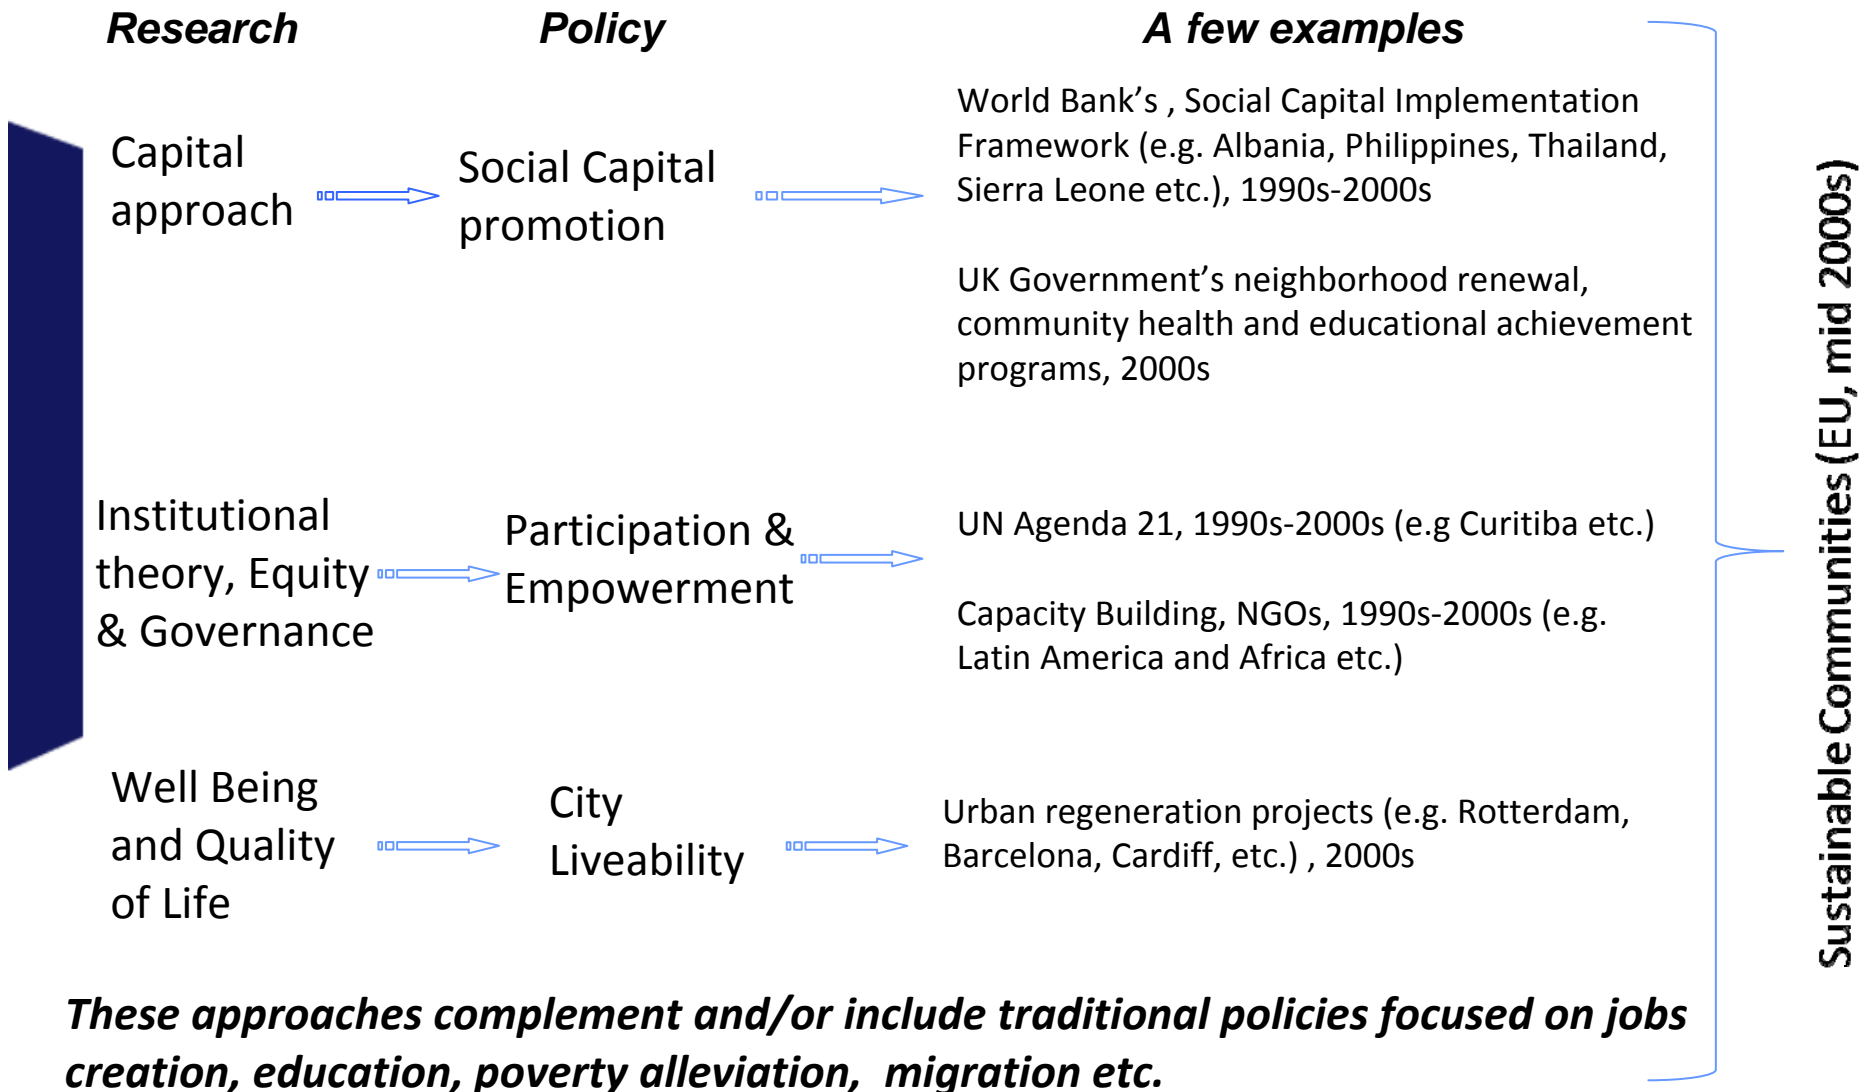 Research
Policy
A few examples
Capital
approach
Social Capital
promotion
World Bank’s , Social Capital Implementation
Framework (e.g. Albania, Philippines, Thailand,
Sierra Leone etc.), 1990s-2000s
UK Government’s neighborhood renewal,
community health and educational achievement
programs, 2000s
Institutional
theory, Equity
& Governance
Participation &
Empowerment
UN Agenda 21, 1990s-2000s (e.g Curitiba etc.)
Capacity Building, NGOs, 1990s-2000s (e.g.
Latin America and Africa etc.)
Well Being
and Quality
of Life
City
Liveability
Urban regeneration projects (e.g. Rotterdam,
Barcelona, Cardiff, etc.) , 2000s
These approaches complement and/or include traditional policies focused on jobs
creation, education, poverty alleviation,  migration etc.
Sustainable Communities (EU, mid 2000s)